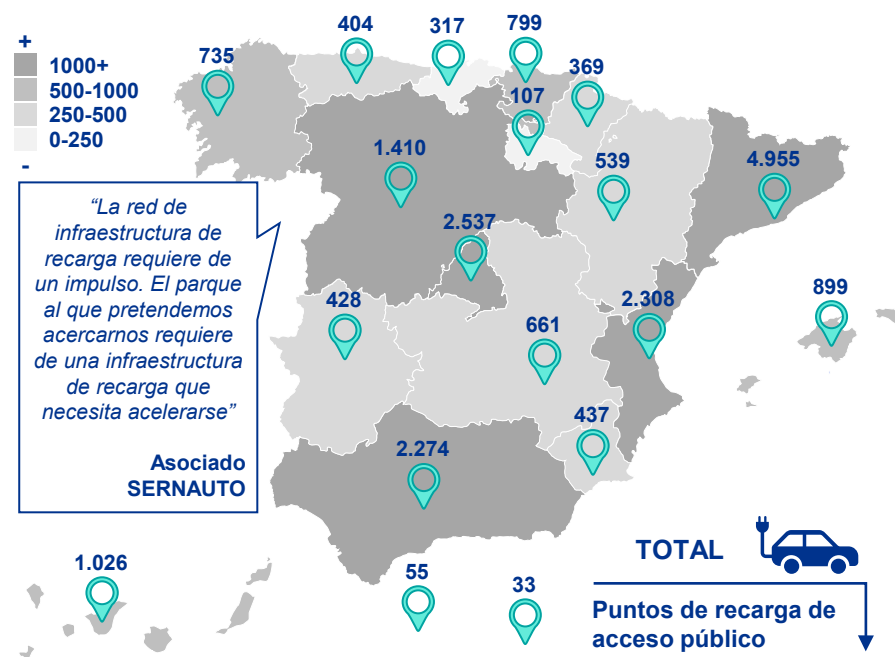 +
1000+
500-1000
250-500
0-250
-
735
404
317
799
369
107
1.410
539
4.955
2.537
428
661
2.308
899
437
2.274
1.026
55
33
“La red de
infraestructura de
recarga requiere de
un impulso. El parque
al que pretendemos
acercarnos requiere
de una infraestructura
de recarga que
necesita acelerarse”
Asociado
SERNAUTO
TOTAL
Puntos de recarga de
acceso público